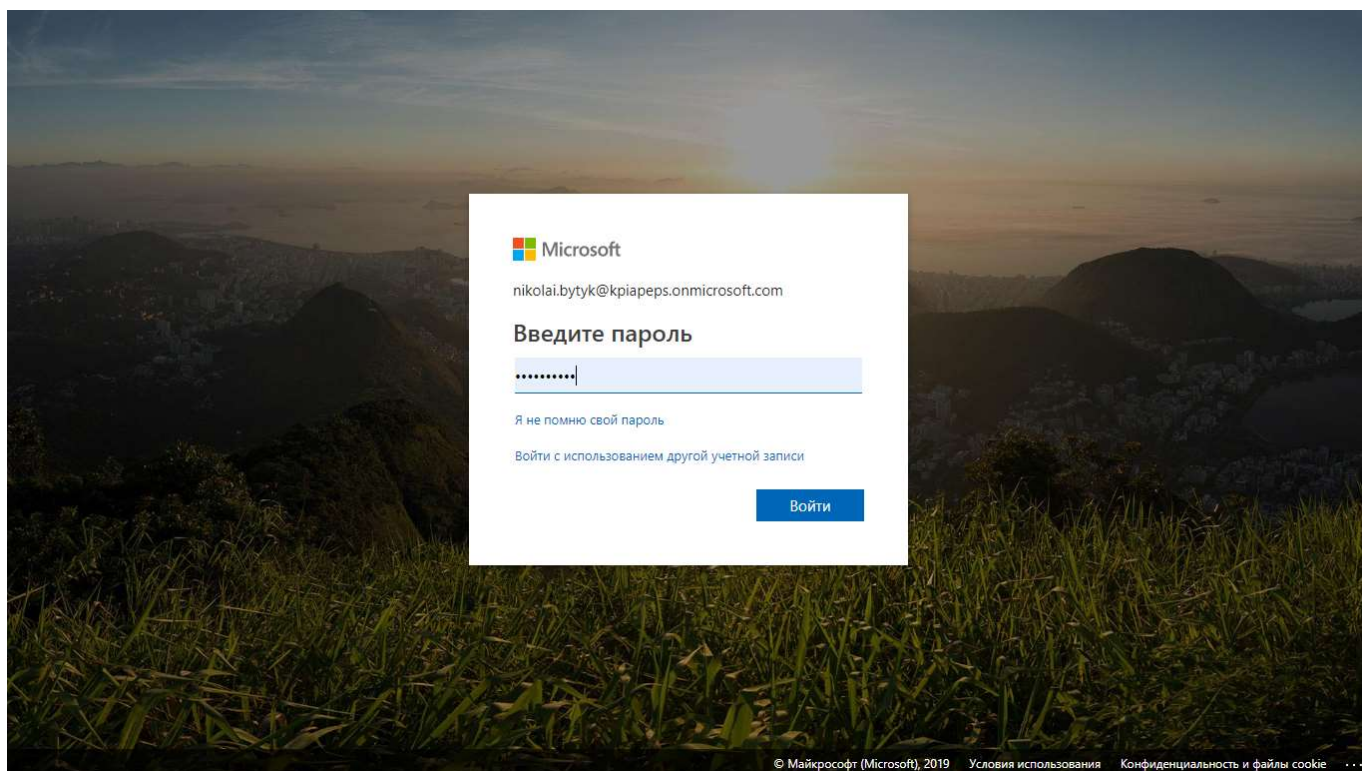 Microsoft
nikolai.bytyk@kpiapeps.onmicrosoft.com
Введите пароль
••••••••••
Я не помню свой пароль
Войти с использованием другой учетной записи
Войти
© Майкрософт (Microsoft), 2019 Условия использования Конфиденциальность и файлы cookie ...